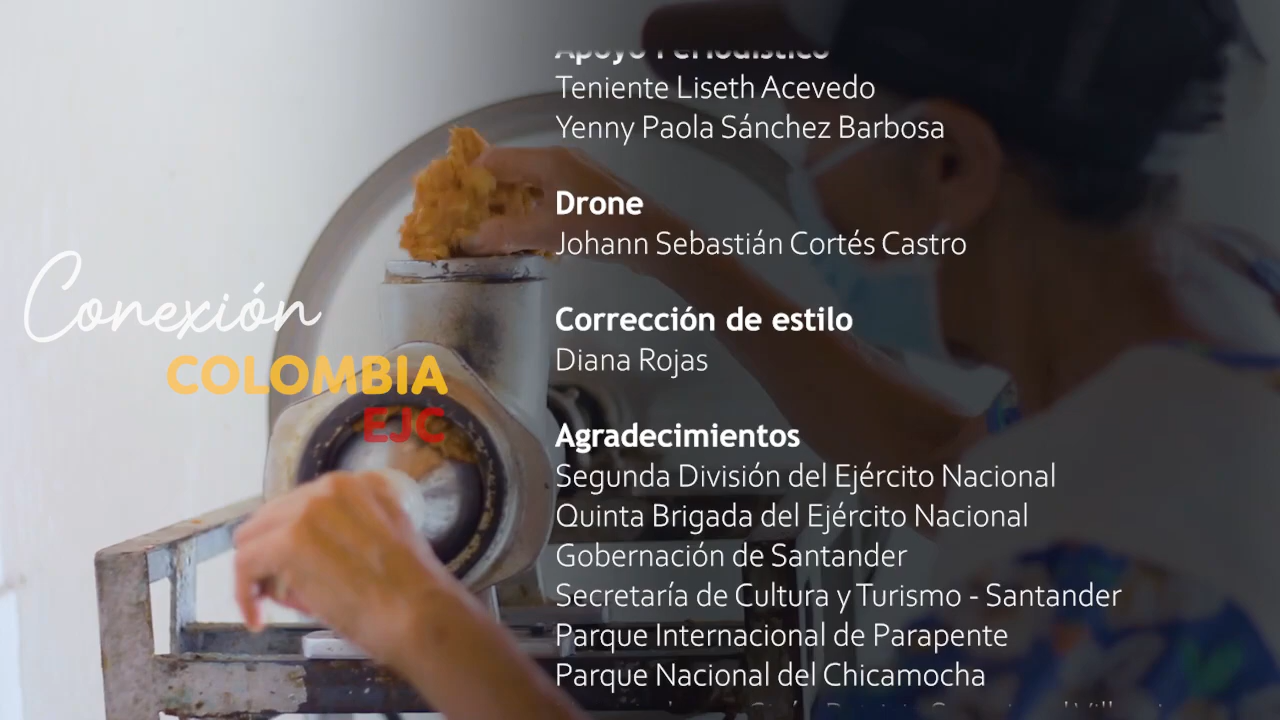 Apoyo Periodístico
Teniente Liseth Acevedo
Yenny Paola Sánchez Barbosa
Drone
Johann Sebastián Cortés Castro
Corrección de estilo
Diana Rojas
Agradecimientos
Segunda División del Ejército Nacional
Quinta Brigada del Ejército Nacional
Gobernación de Santander
Secretaría de Cultura y Turismo - Santander
Parque Internacional de Parapente
Parque Nacional del Chicamocha
Conexión
COLOMBIA
EJC